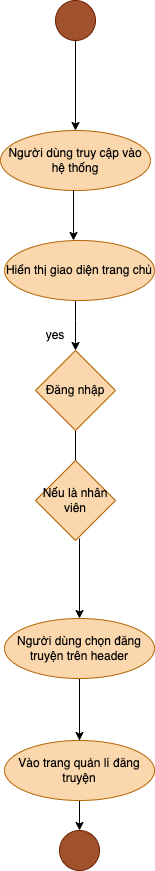 Người dùng truy cập vào
hệ thống
Hiển thị giao diện trang chủ
yes
Đăng nhập
Nếu là nhân
viên
Người dùng chọn đăng
truyện trên header
Vào trang quản lí đăng
truyện